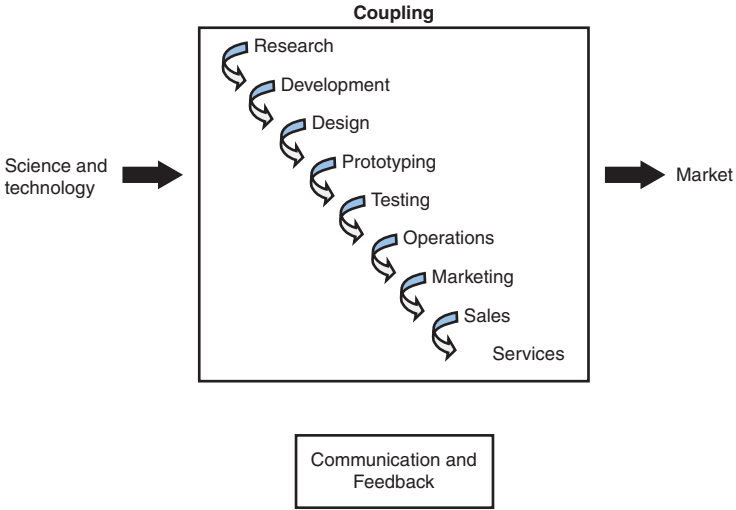 Coupling
Research
Development
Design
Prototyping
Testing
Operations
Marketing
Sales
Services
Science and
technology
Market
Communication and
Feedback